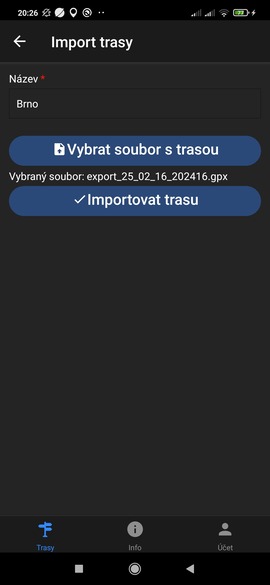 20:26
Import trasy
Název *
Brno
Vybrat soubor s trasou
Vybraný soubor: export_25_02_16_202416.gpx
Importovat trasu
Trasy
Info
Účet